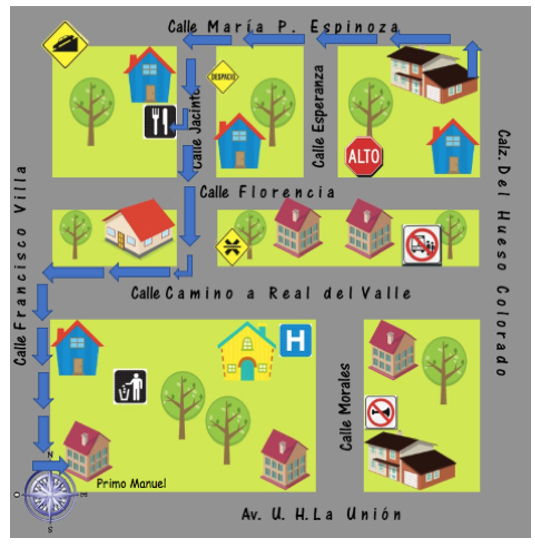 Calle María P. Espinoza
DESPACIO
Calle Jacinto
Calle Esperanza
ALTO
Calz. Del Hueso Colorado
Calle Florencia
Calle Francisco Villa
Calle Camino a Real del Valle
H
Calle Morales
N
Primo Manuel
O
S
Av. U. H. La Unión